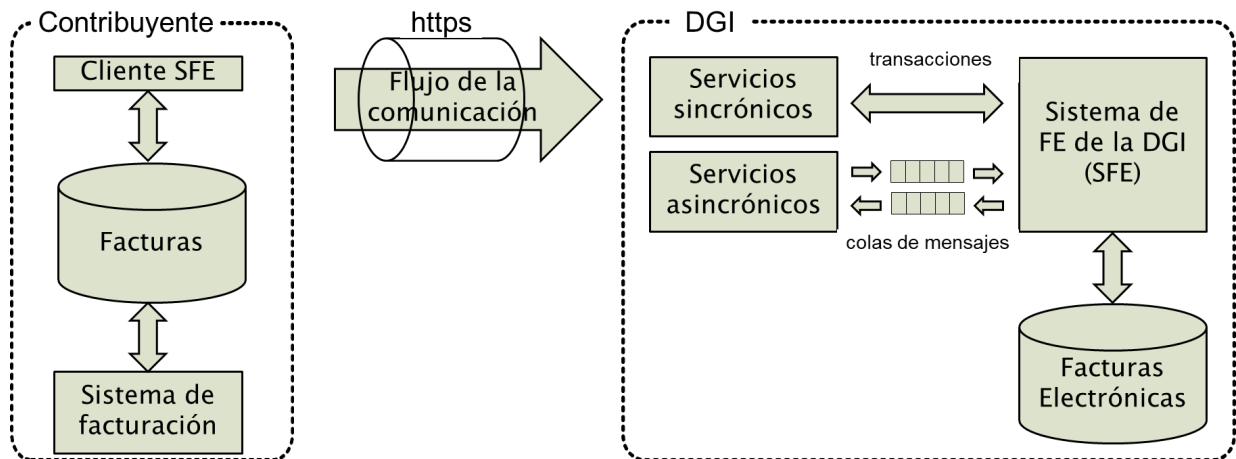 Contribuyente
Cliente SFE
Facturas
Sistema de
facturación
https
Flujo de la
comunicación
DGI
Servicios
sincrónicos
Servicios
asincrónicos
transacciones
colas de mensajes
Sistema de
FE de la DGI
(SFE)
Facturas
Electrónicas